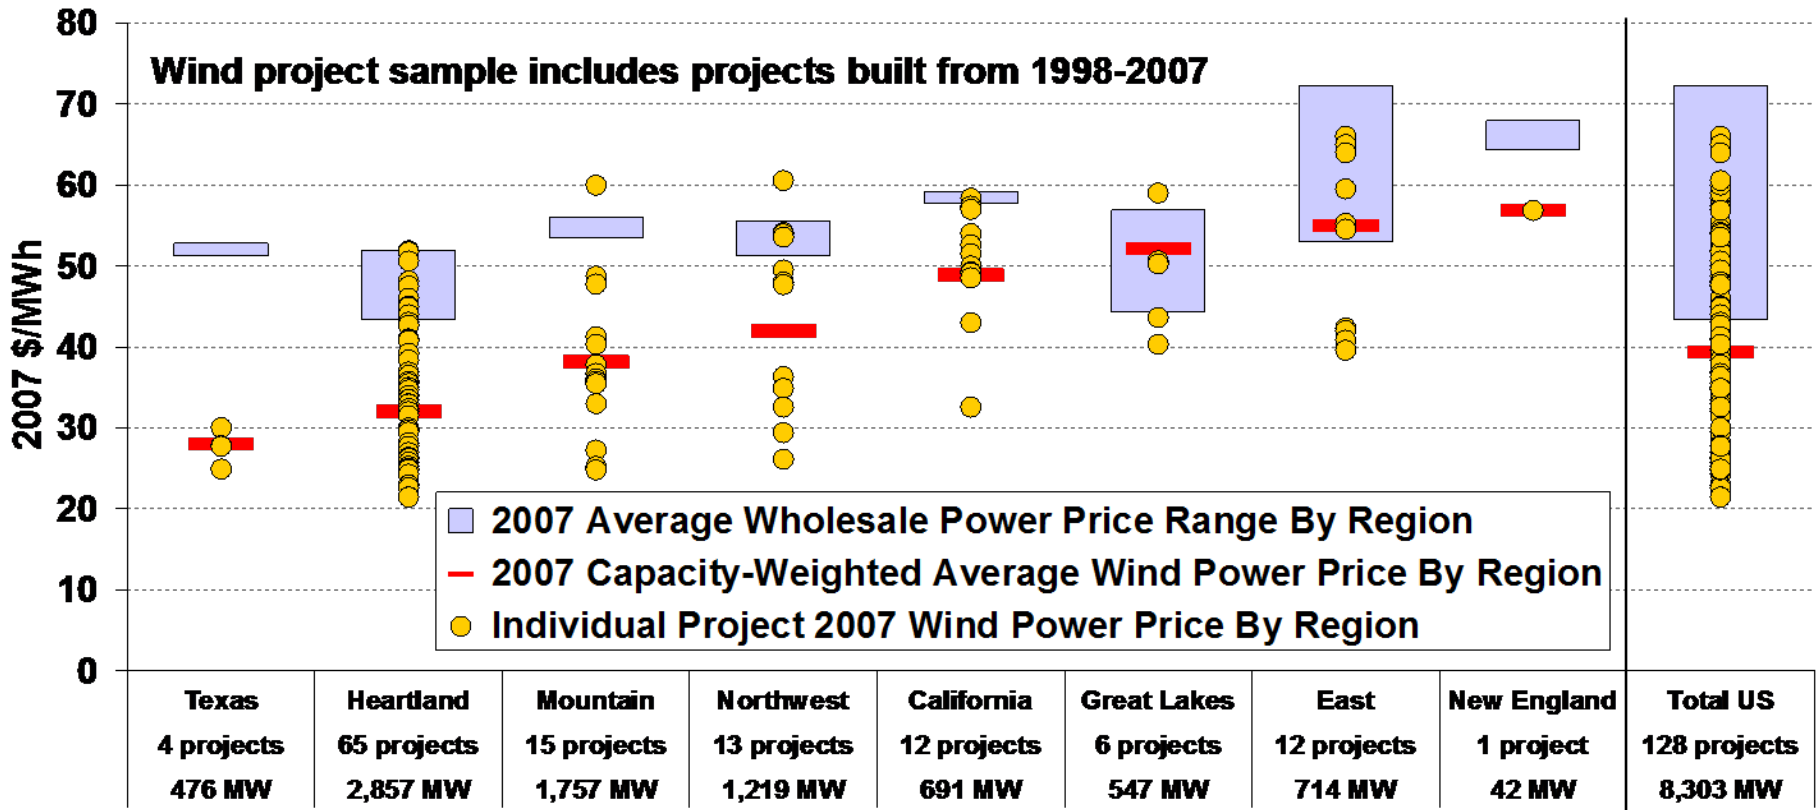 80
Wind project sample includes projects built from 1998-2007
70
60
50
40
30
20
10
0
2007 $/MWh
2007 Average Wholesale Power Price Range By Region
2007 Capacity-Weighted Average Wind Power Price By Region
Individual Project 2007 Wind Power Price By Region
Texas Heartland Mountain Northwest California Great Lakes East New England Total US
4 projects 65 projects 15 projects 13 projects 12 projects 6 projects 12 projects 1 project 128 projects
476 MW 2,857 MW 1,757 MW 1,219 MW 691 MW 547 MW 714 MW 42 MW 8,303 MW